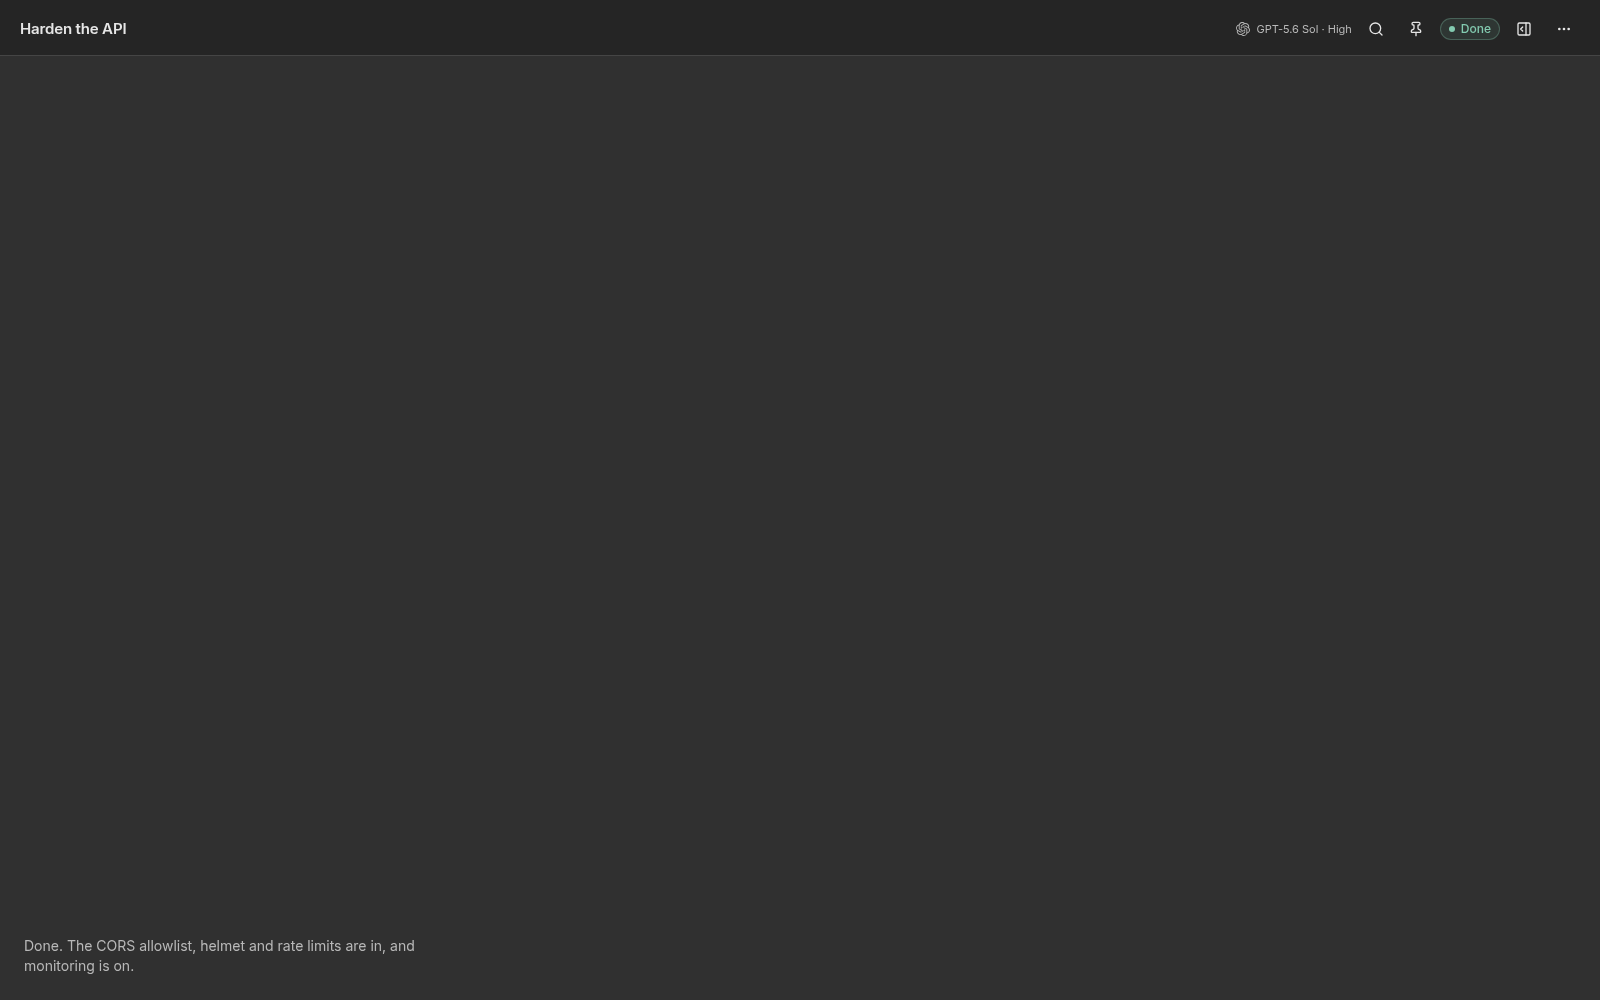 Harden the API
GPT-5.6 Sol · High
Done
Done. The CORS allowlist, helmet and rate limits are in, and
monitoring is on.